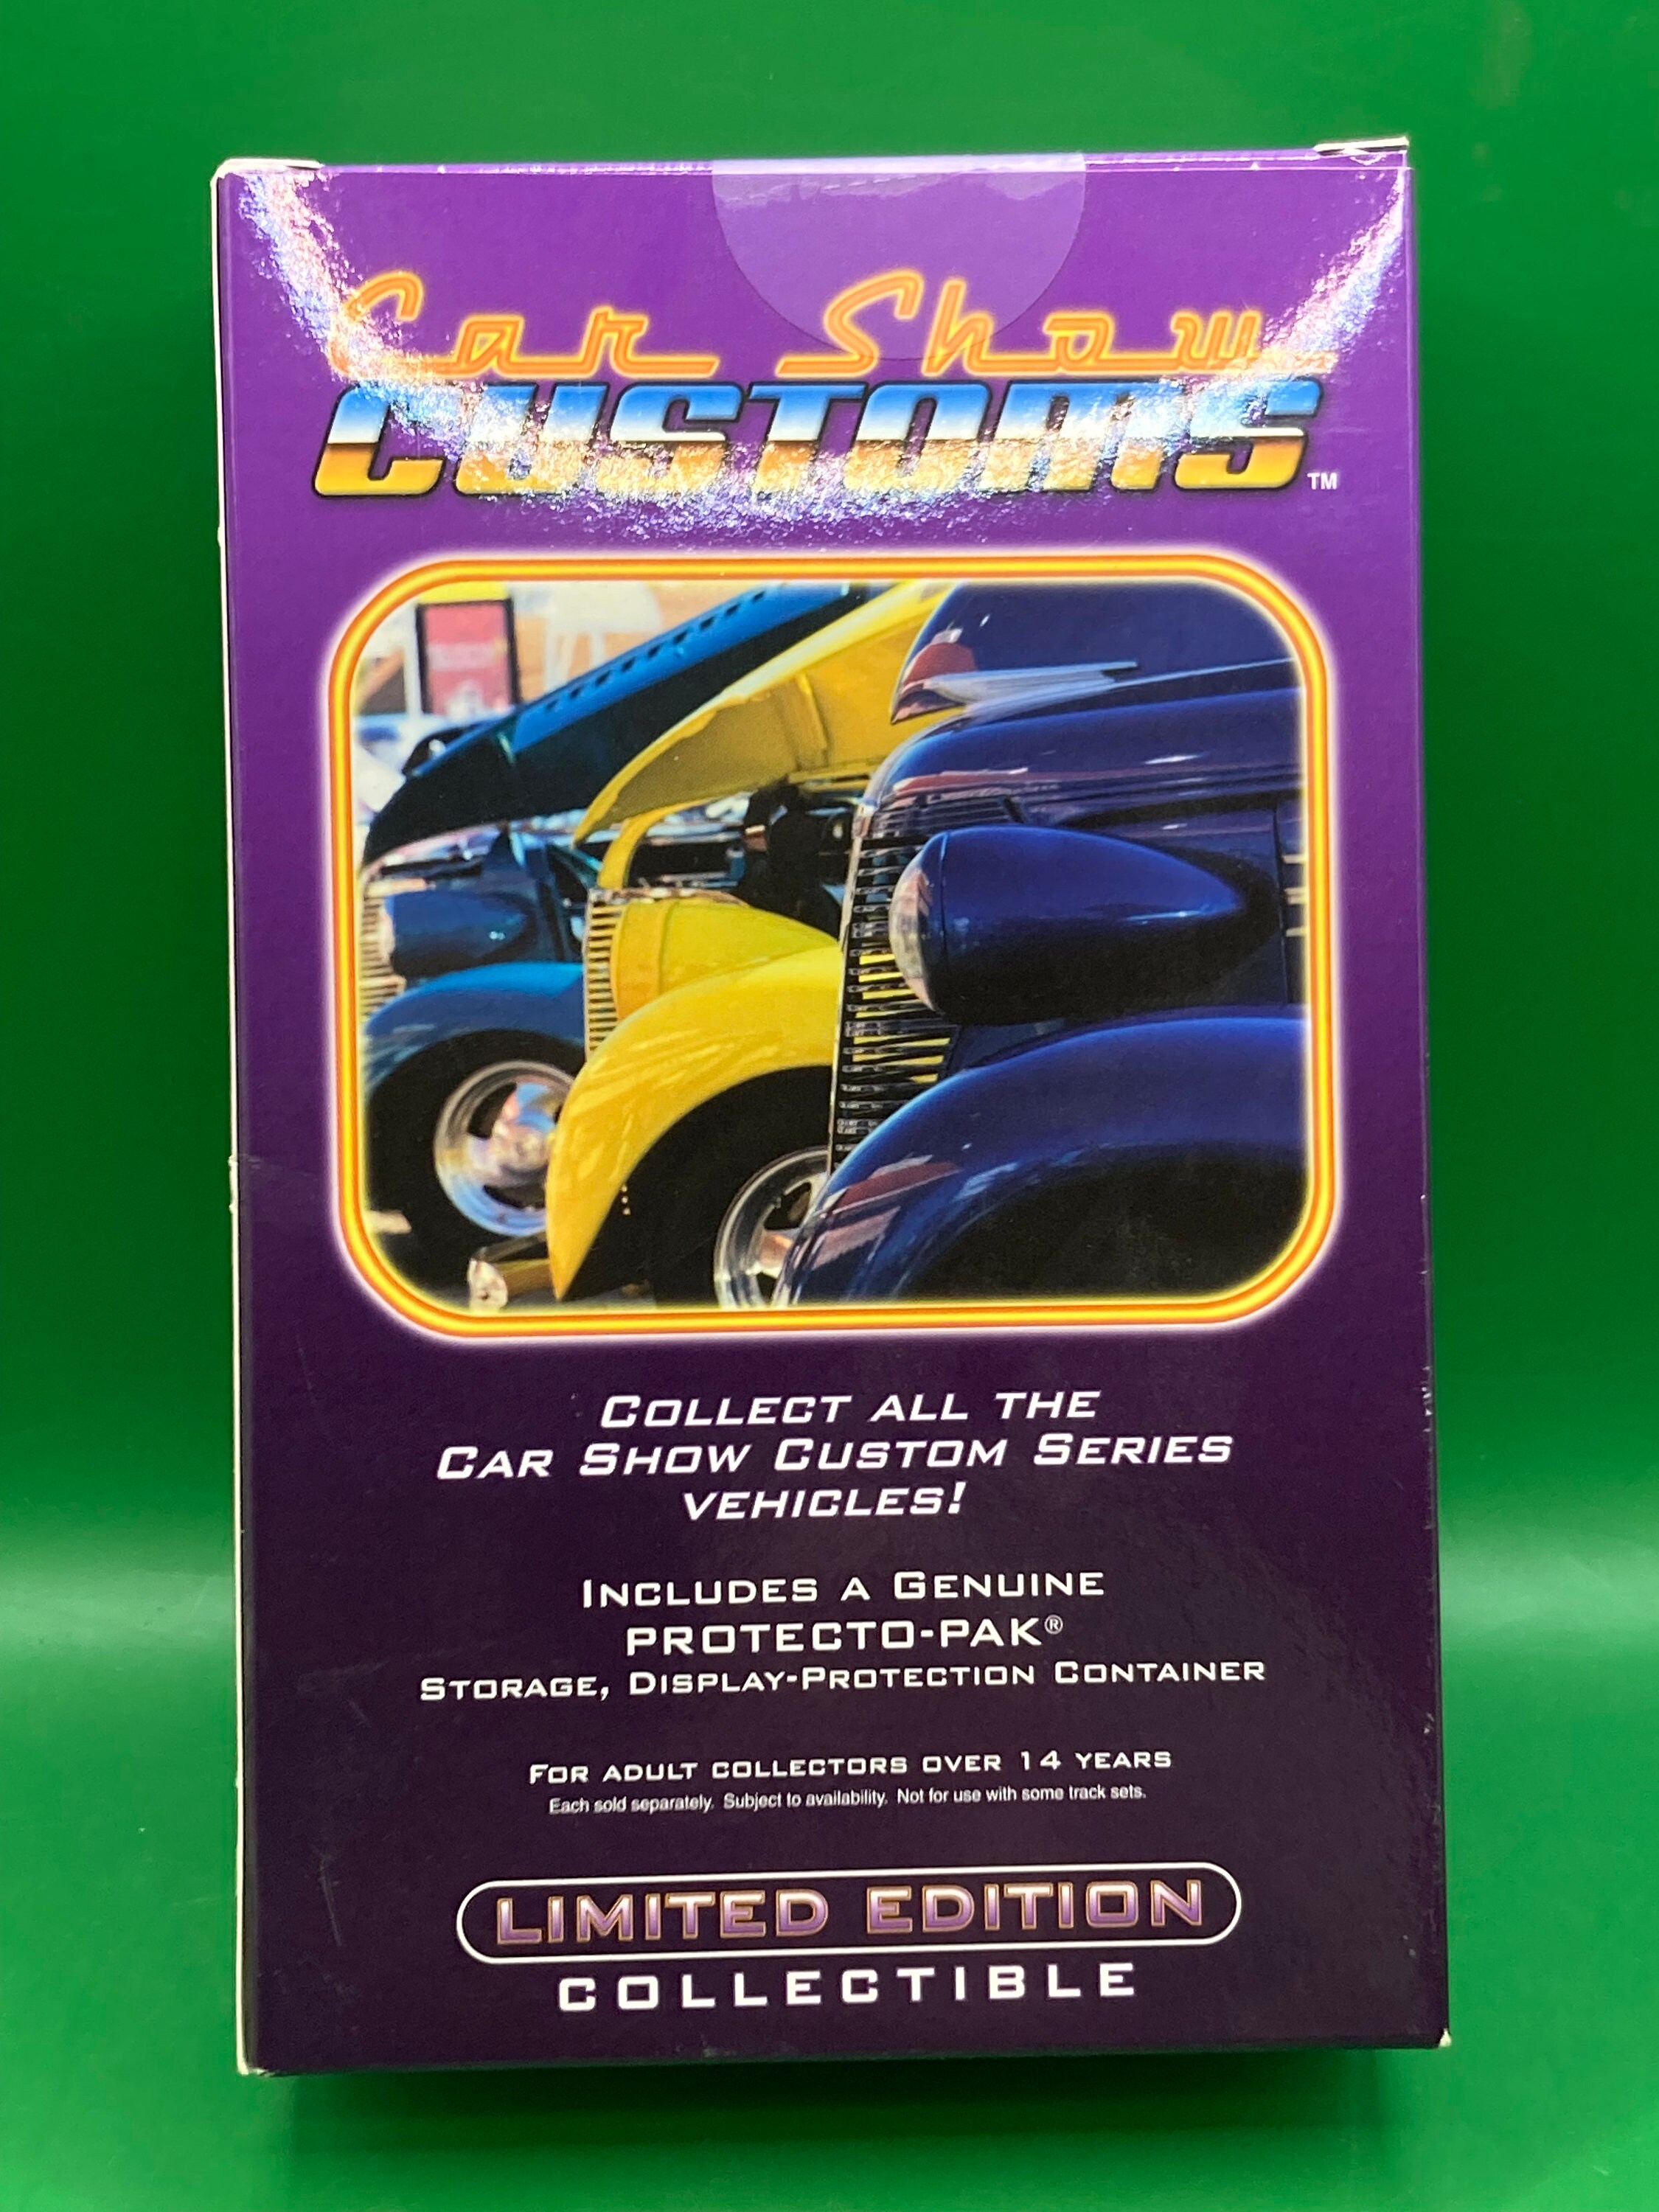 Car Show
CUSTOMS™
COLLECT ALL THE
CAR SHOW CUSTOM SERIES
VEHICLES!
INCLUDES A GENUINE
PROTECTO-PAK®
STORAGE, DISPLAY-PROTECTION CONTAINER
FOR ADULT COLLECTORS OVER 14 YEARS
Each sold separately. Subject to availability. Not for use with some track sets.
LIMITED EDITION
COLLECTIBLE